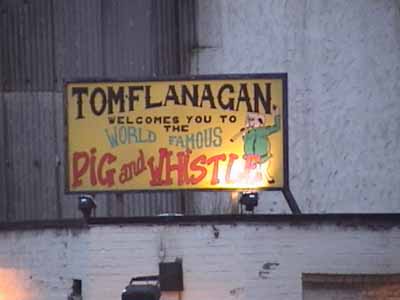 TOM FLANAGAN.
WELCOMES YOU TO
THE
WORLD FAMOUS
PIG and WHISTLE